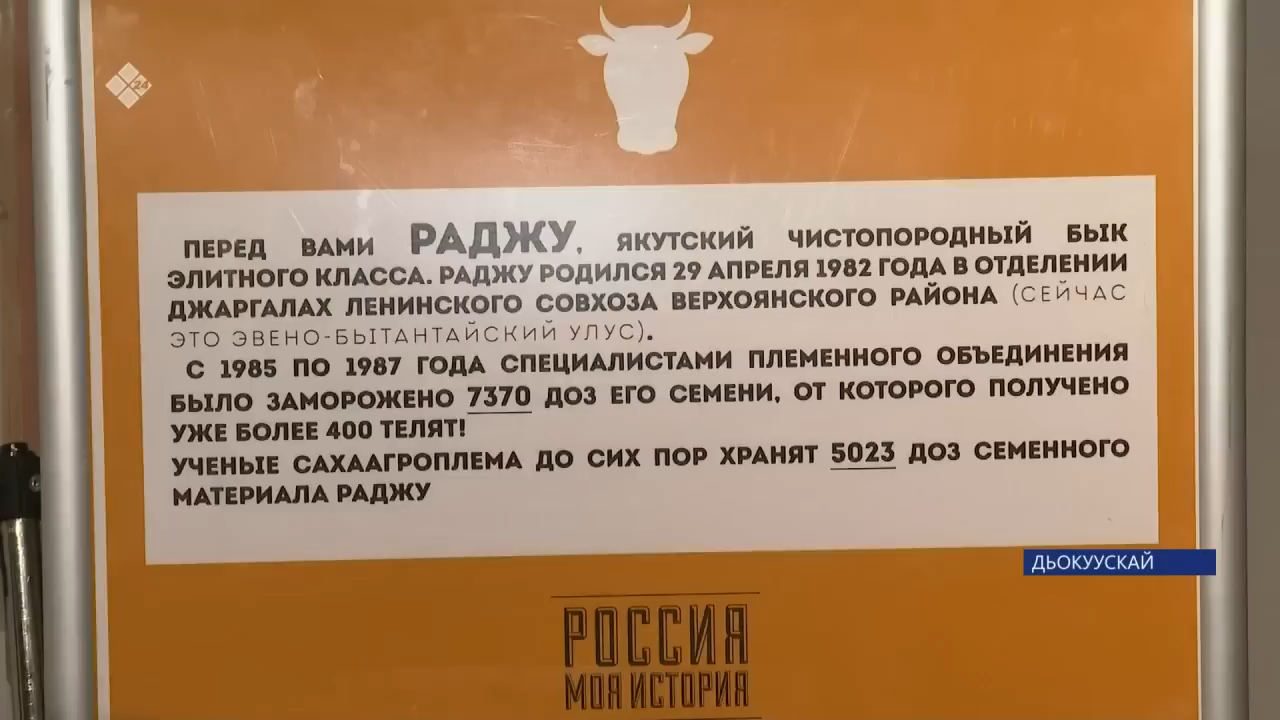 24
ПЕРЕД ВАМИ РАДЖУ, ЯКУТСКИЙ ЧИСТОПОРОДНЫЙ БЫК
ЭЛИТНОГО КЛАССА. РАДЖУ РОДИЛСЯ 29 АПРЕЛЯ 1982 ГОДА В ОТДЕЛЕНИИ
ДЖАРГАЛАХ ЛЕНИНСКОГО СОВХОЗА ВЕРХОЯНСКОГО РАЙОНА (СЕЙЧАС
ЭТО ЭВЕНО-БЫТАНТАЙСКИЙ УЛУС).
С 1985 ПО 1987 ГОДА СПЕЦИАЛИСТАМИ ПЛЕМЕННОГО ОБЪЕДИНЕНИЯ
БЫЛО ЗАМОРОЖЕНО 7370 ДОЗ ЕГО СЕМЕНИ, ОТ КОТОРОГО ПОЛУЧЕНО
УЖЕ БОЛЕЕ 400 ТЕЛЯТ!
УЧЕНЫЕ САХААГРОПЛЕМА ДО СИХ ПОР ХРАНЯТ 5023 ДОЗ СЕМЕННОГО
МАТЕРИАЛА РАДЖУ
ДЬОКУУСКАЙ
РОССИЯ
МОЯ ИСТОРИЯ